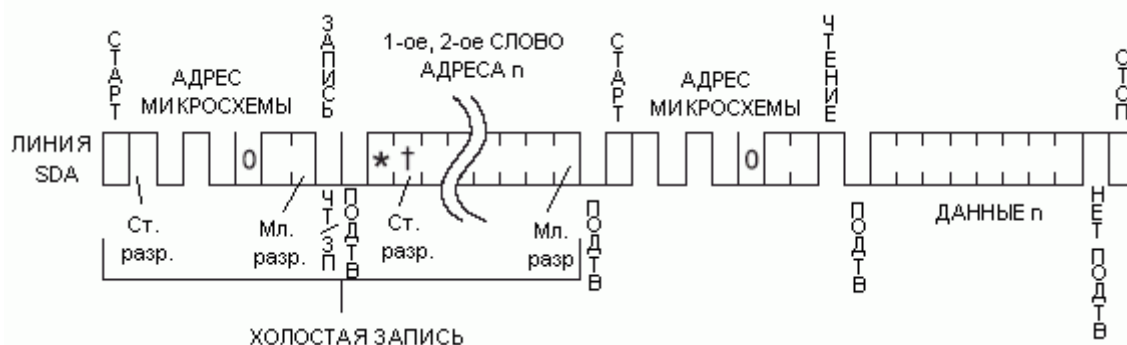 СТАРТ
АДРЕС
МИКРОСХЕМЫ
ЗАПИСЬ
1-ое, 2-ое СЛОВО
АДРЕСА n
СТАРТ
АДРЕС
МИКРОСХЕМЫ
ЧТЕНИЕ
СТОП
ЛИНИЯ
SDA
0
* †
0
Ст.
разр.
Мл.
разр.
ЧТ/ЗП
ПОДТВ
Ст.
разр.
Мл.
разр
ПОДТВ
ПОДТВ
ДАННЫЕ n
НЕТ ПОДТВ
ХОЛОСТАЯ ЗАПИСЬ